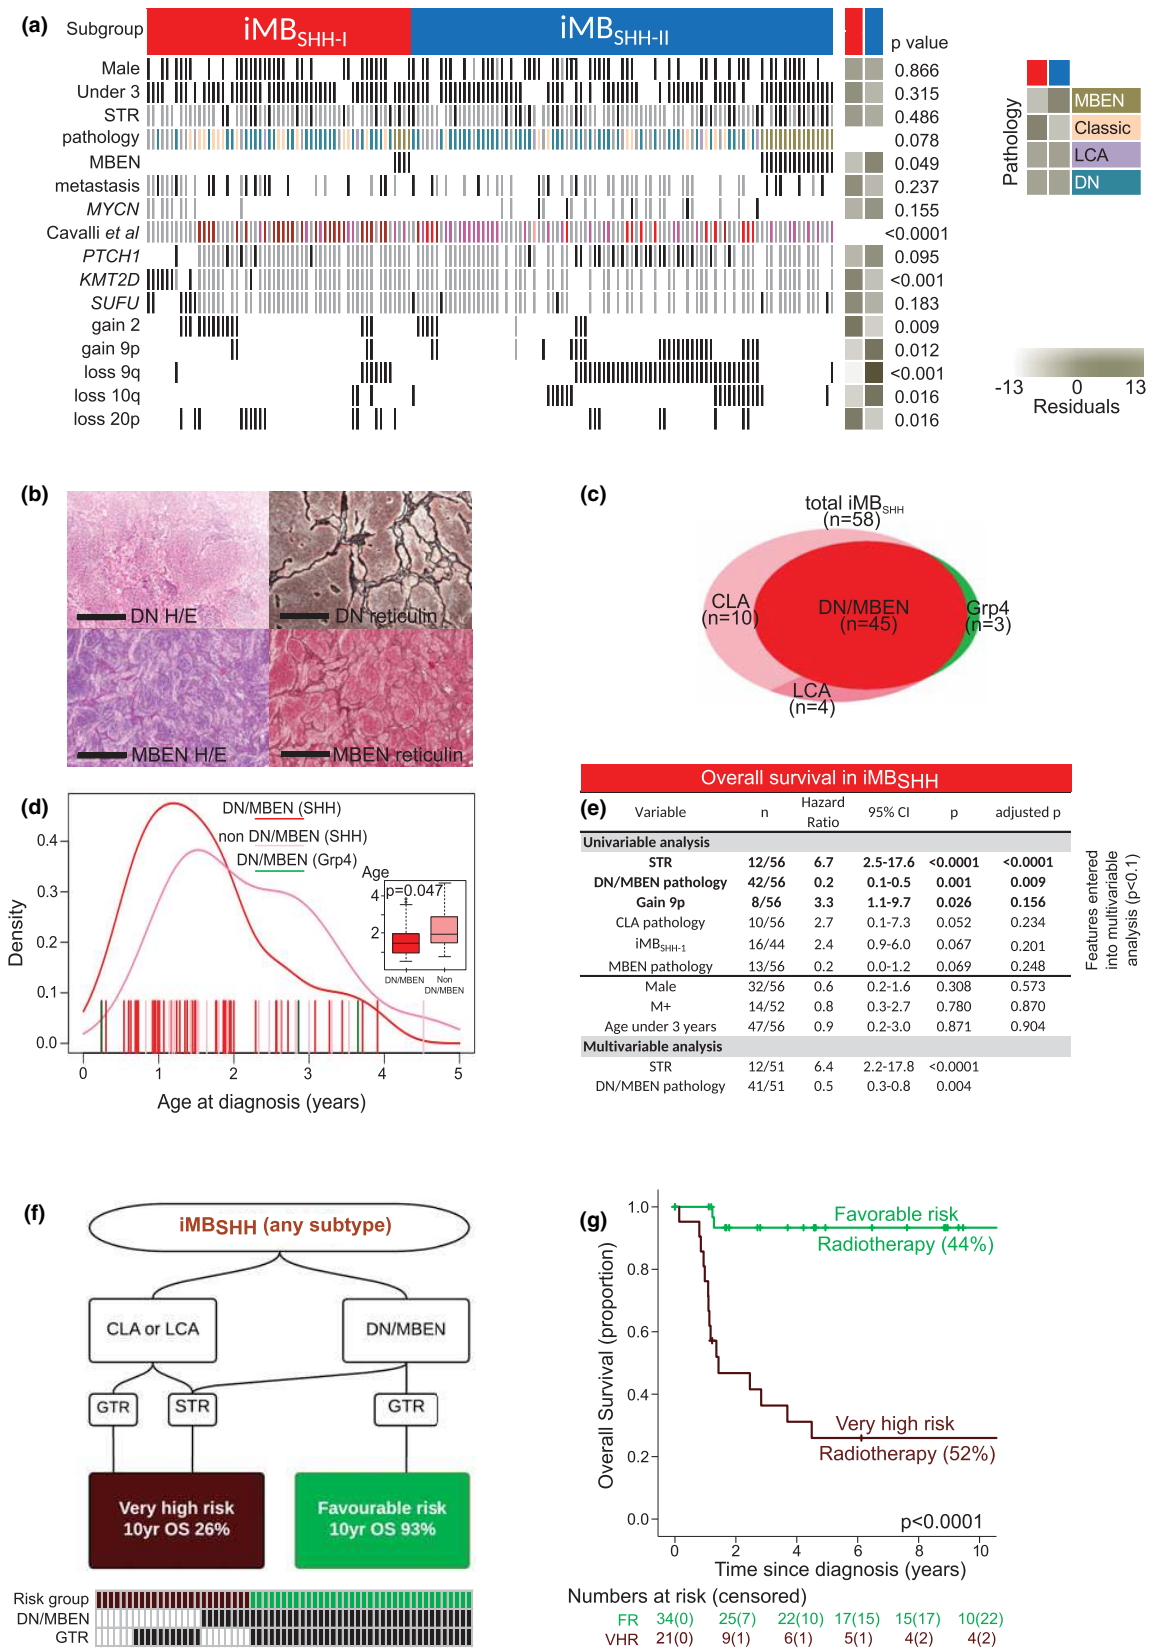 (a)
Subgroup iMBSHH-I iMBSHH-II p value
Male 0.866
Under 3 0.315
STR 0.486
pathology 0.078
MBEN 0.049
metastasis 0.237
MYCN 0.155
Cavalli et al <0.0001
PTCH1 0.095
KMT2D <0.001
SUFU 0.183
gain 2 0.009
gain 9p 0.012
loss 9q <0.001
loss 10q 0.016
loss 20p 0.016
Pathology
MBEN
Classic
LCA
DN
-13 0 13
Residuals
(b)
DN H/E
DN reticulin
MBEN H/E
MBEN reticulin
(c)
total iMBSHH
(n=58)
CLA
(n=10)
DN/MBEN
(n=45)
Grp4
(n=3)
LCA
(n=4)
(d)
DN/MBEN (SHH)
non DN/MBEN (SHH)
DN/MBEN (Grp4)
Age
p=0.047
4
2
DN/MBEN
Non
DN/MBEN
Density
0.4
0.3
0.2
0.1
0.0
0 1 2 3 4 5
Age at diagnosis (years)
Overall survival in iMBSHH
(e)
Variable n Hazard Ratio 95% CI p adjusted p
Univariable analysis
STR 12/56 6.7 2.5-17.6 <0.0001 <0.0001
DN/MBEN pathology 42/56 0.2 0.1-0.5 0.001 0.009
Gain 9p 8/56 3.3 1.1-9.7 0.026 0.156
CLA pathology 10/56 2.7 0.1-7.3 0.052 0.234
iMBSHH-1 16/44 2.4 0.9-6.0 0.067 0.201
MBEN pathology 13/56 0.2 0.0-1.2 0.069 0.248
Male 32/56 0.6 0.2-1.6 0.308 0.573
M+ 14/52 0.8 0.3-2.7 0.780 0.870
Age under 3 years 47/56 0.9 0.2-3.0 0.871 0.904
Multivariable analysis
STR 12/51 6.4 2.2-17.8 <0.0001
DN/MBEN pathology 41/51 0.5 0.3-0.8 0.004
Features entered
into multivariable
analysis (p<0.1)
(f)
iMBSHH (any subtype)
CLA or LCA
DN/MBEN
GTR
STR
GTR
Very high risk
10yr OS 26%
Favourable risk
10yr OS 93%
Risk group
DN/MBEN
GTR
(g)
Overall Survival (proportion)
1.0
0.8
0.6
0.4
0.2
0.0
Favorable risk
Radiotherapy (44%)
Very high risk
Radiotherapy (52%)
p<0.0001
0 2 4 6 8 10
Time since diagnosis (years)
Numbers at risk (censored)
FR 34(0) 25(7) 22(10) 17(15) 15(17) 10(22)
VHR 21(0) 9(1) 6(1) 5(1) 4(2) 4(2)